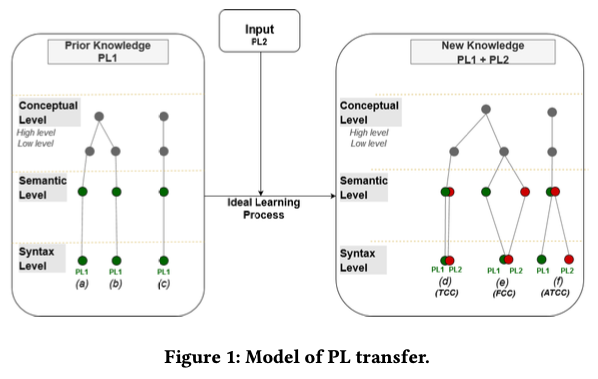 Prior Knowledge
PL1
Conceptual
Level
High level
Low level
Semantic
Level
Syntax
Level
PL1 PL1 PL1
(a) (b) (c)
Input
PL2
Ideal Learning
Process
New Knowledge
PL1 + PL2
Conceptual
Level
High level
Low level
Semantic
Level
Syntax
Level
PL1 PL2 PL1 PL2 PL1 PL2
(d) (e) (f)
(TCC) (FCC) (ATCC)
Figure 1: Model of PL transfer.